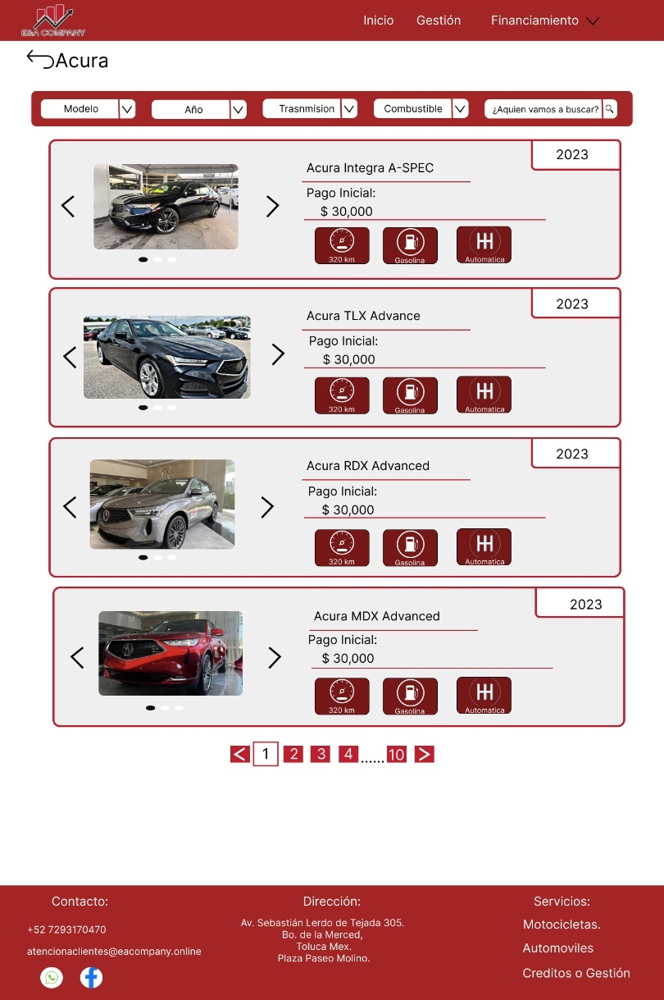 E&A COMPANY
Inicio Gestión Financiamiento
Acura
Modelo Año Trasnmision Combustible ¿Aquien vamos a buscar?
2023
Acura Integra A-SPEC
Pago Inicial:
$ 30,000
320 km Gasolina Automatica
2023
Acura TLX Advance
Pago Inicial:
$ 30,000
320 km Gasolina Automatica
2023
Acura RDX Advanced
Pago Inicial:
$ 30,000
320 km Gasolina Automatica
2023
Acura MDX Advanced
Pago Inicial:
$ 30,000
320 km Gasolina Automatica
< 1 2 3 4 ...... 10 >
Contacto:
+52 7293170470
atencionaclientes@eacompany.online
Dirección:
Av. Sebastián Lerdo de Tejada 305.
Bo. de la Merced,
Toluca Mex.
Plaza Paseo Molino.
Servicios:
Motocicletas.
Automoviles
Creditos o Gestión